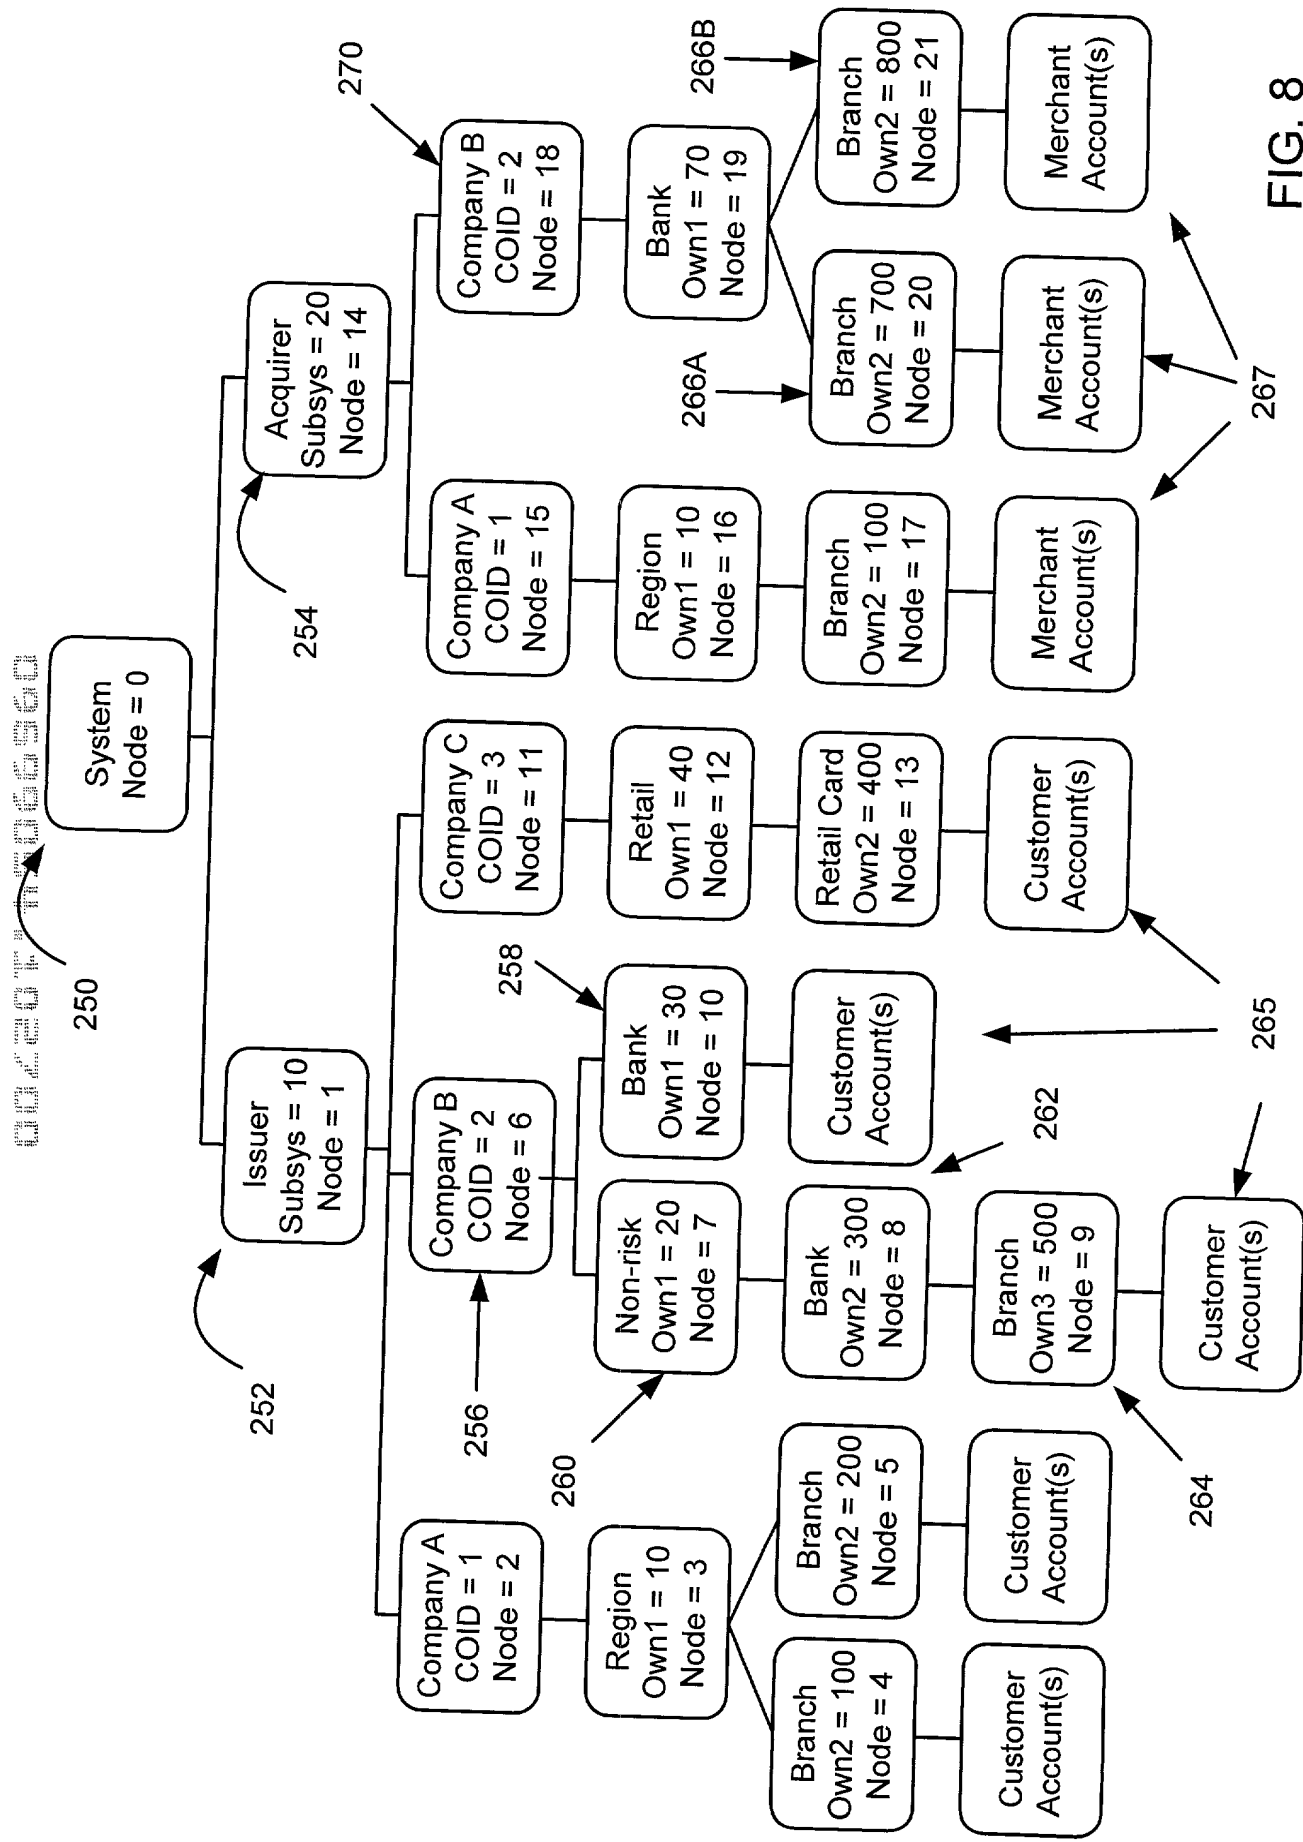 250
System
Node = 0
252
Issuer
Subsys = 10
Node = 1
254
Acquirer
Subsys = 20
Node = 14
Company A
COID = 1
Node = 2
256
Company B
COID = 2
Node = 6
Company C
COID = 3
Node = 11
Company A
COID = 1
Node = 15
Company B
COID = 2
Node = 18
270
Region
Own1 = 10
Node = 3
260
Non-risk
Own1 = 20
Node = 7
258
Bank
Own1 = 30
Node = 10
Retail
Own1 = 40
Node = 12
Region
Own1 = 10
Node = 16
Bank
Own1 = 70
Node = 19
266A
266B
Branch
Own2 = 100
Node = 4
Branch
Own2 = 200
Node = 5
Bank
Own2 = 300
Node = 8
Customer
Account(s)
Retail Card
Own2 = 400
Node = 13
Branch
Own2 = 100
Node = 17
Branch
Own2 = 700
Node = 20
Branch
Own2 = 800
Node = 21
262
Customer
Account(s)
Customer
Account(s)
Branch
Own3 = 500
Node = 9
Customer
Account(s)
Merchant
Account(s)
Merchant
Account(s)
Merchant
Account(s)
264
Customer
Account(s)
265
267
FIG. 8